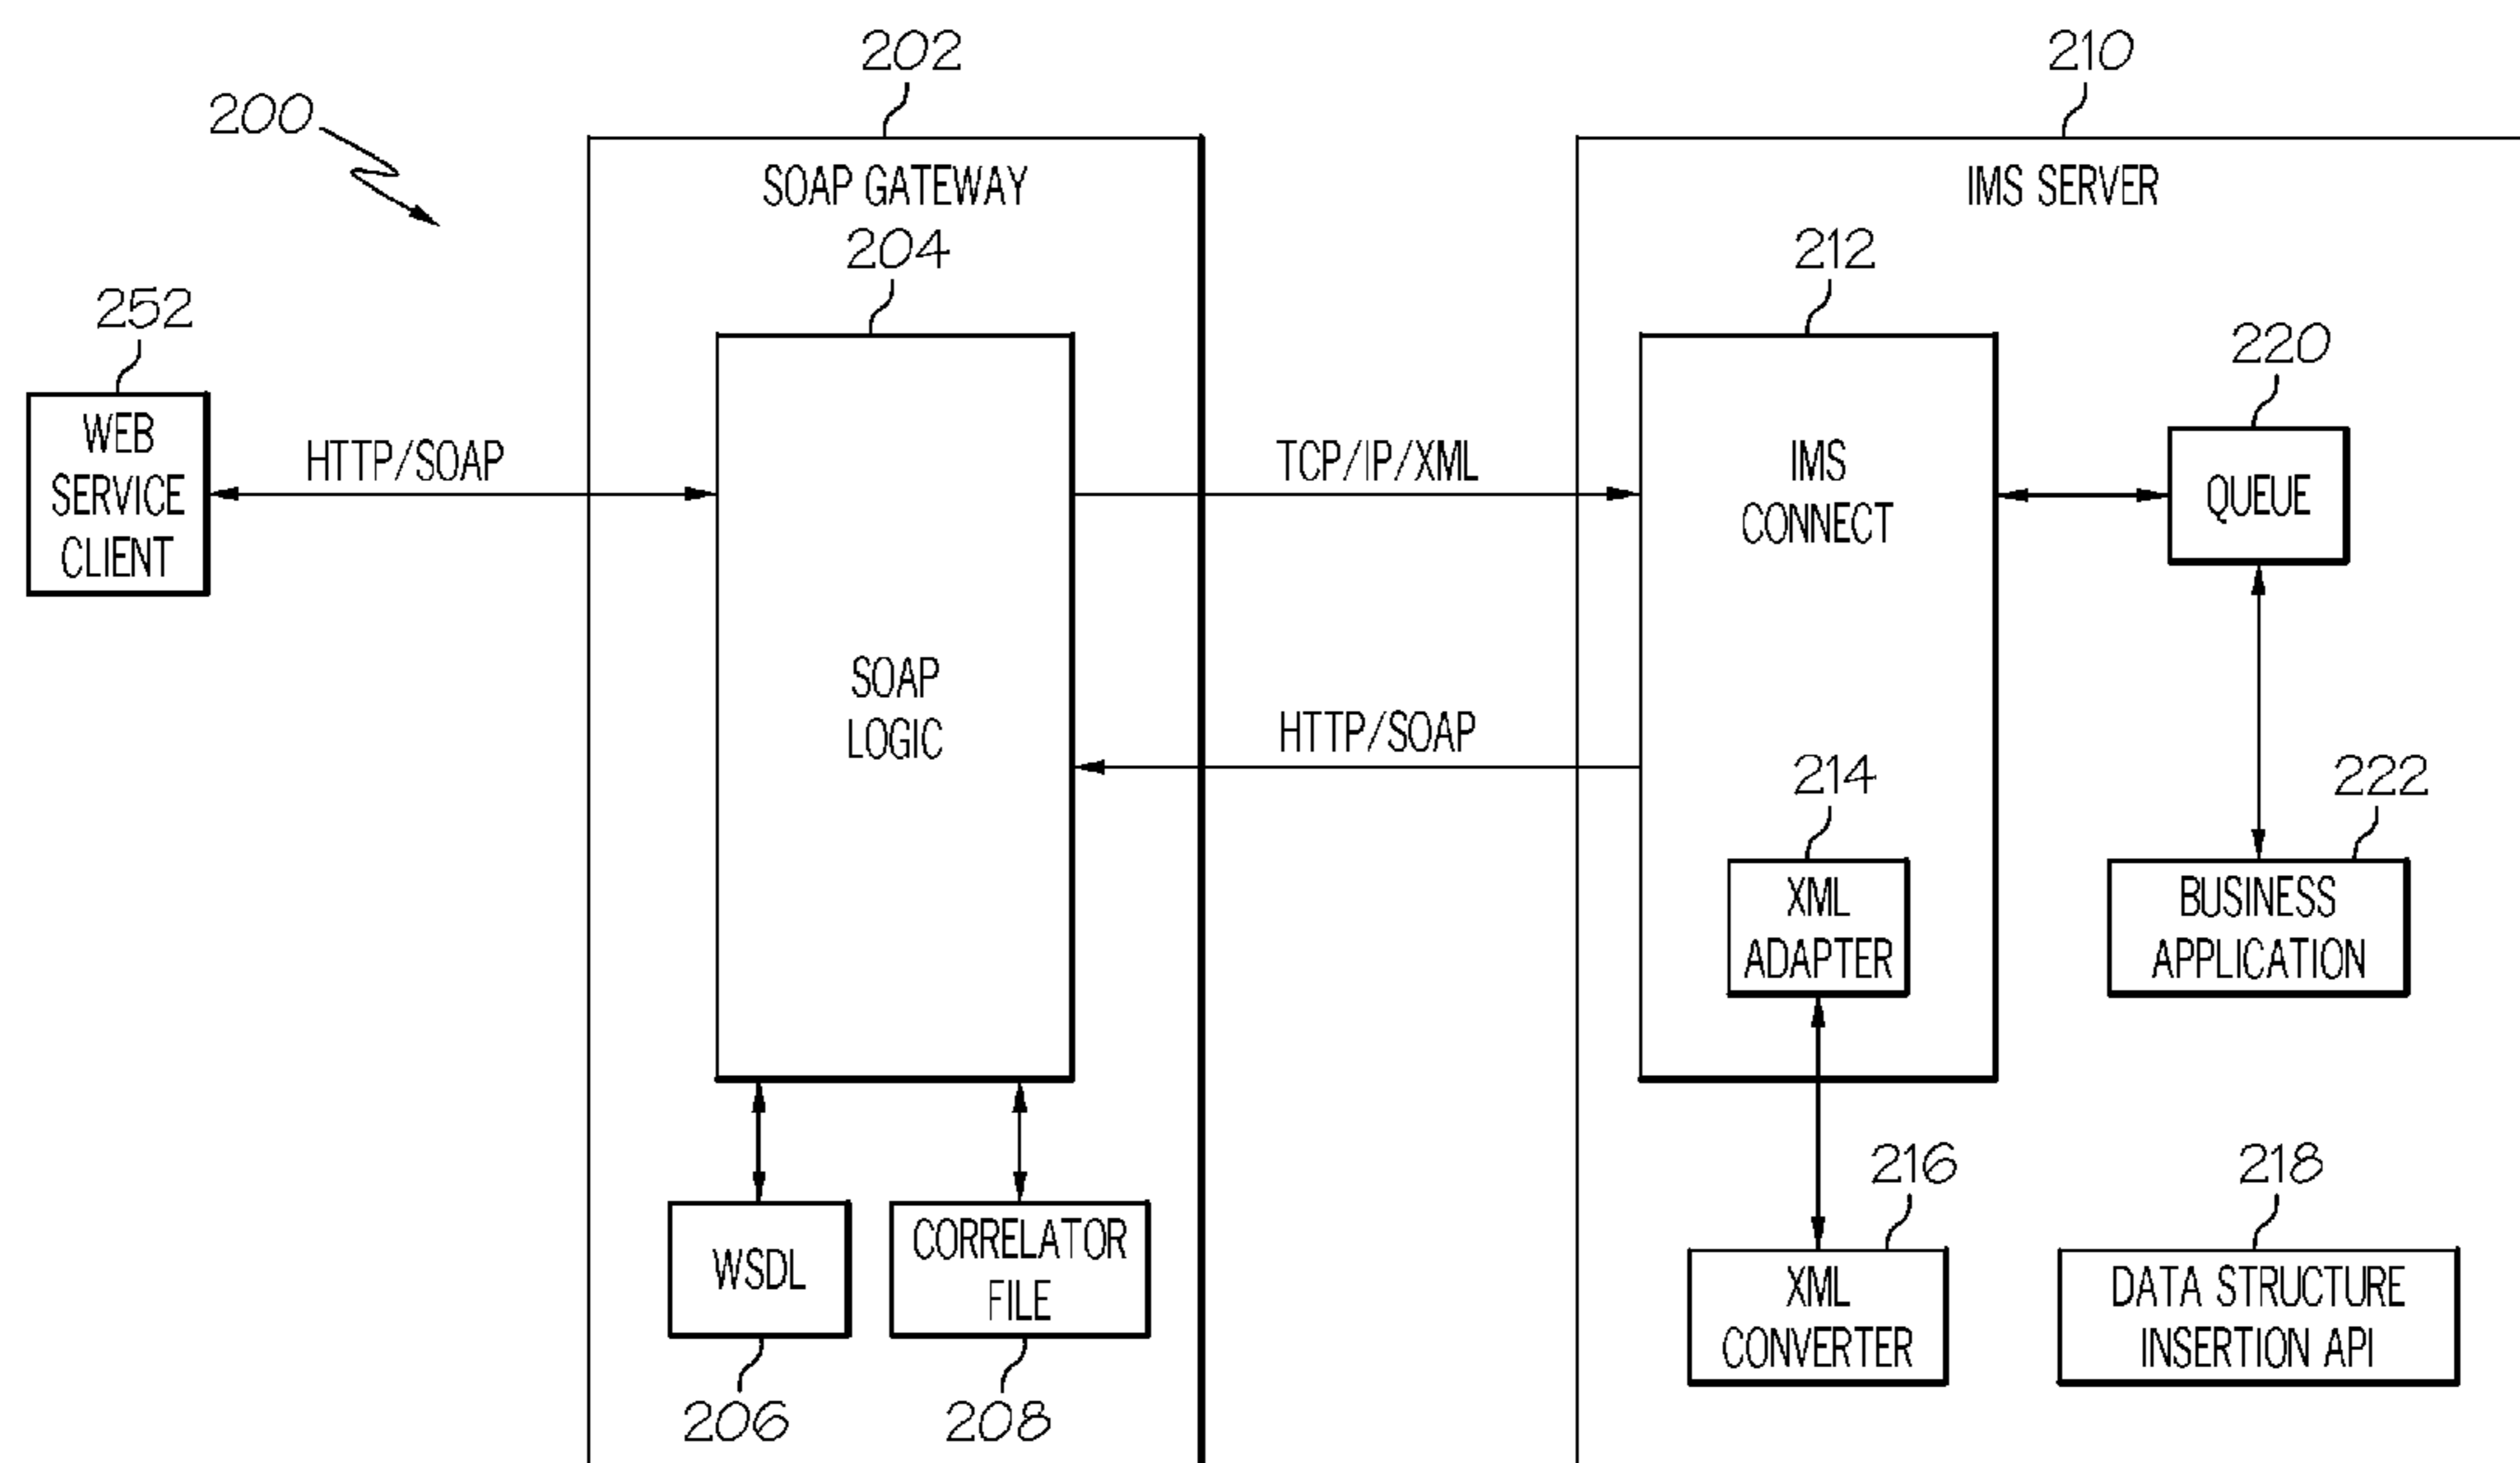 200
202
210
SOAP GATEWAY
IMS SERVER
204
212
252
220
WEB
SERVICE
CLIENT
HTTP/SOAP
TCP/IP/XML
IMS
CONNECT
QUEUE
SOAP
LOGIC
HTTP/SOAP
214
222
XML
ADAPTER
BUSINESS
APPLICATION
216
218
WSDL
CORRELATOR
FILE
XML
CONVERTER
DATA STRUCTURE
INSERTION API
206
208